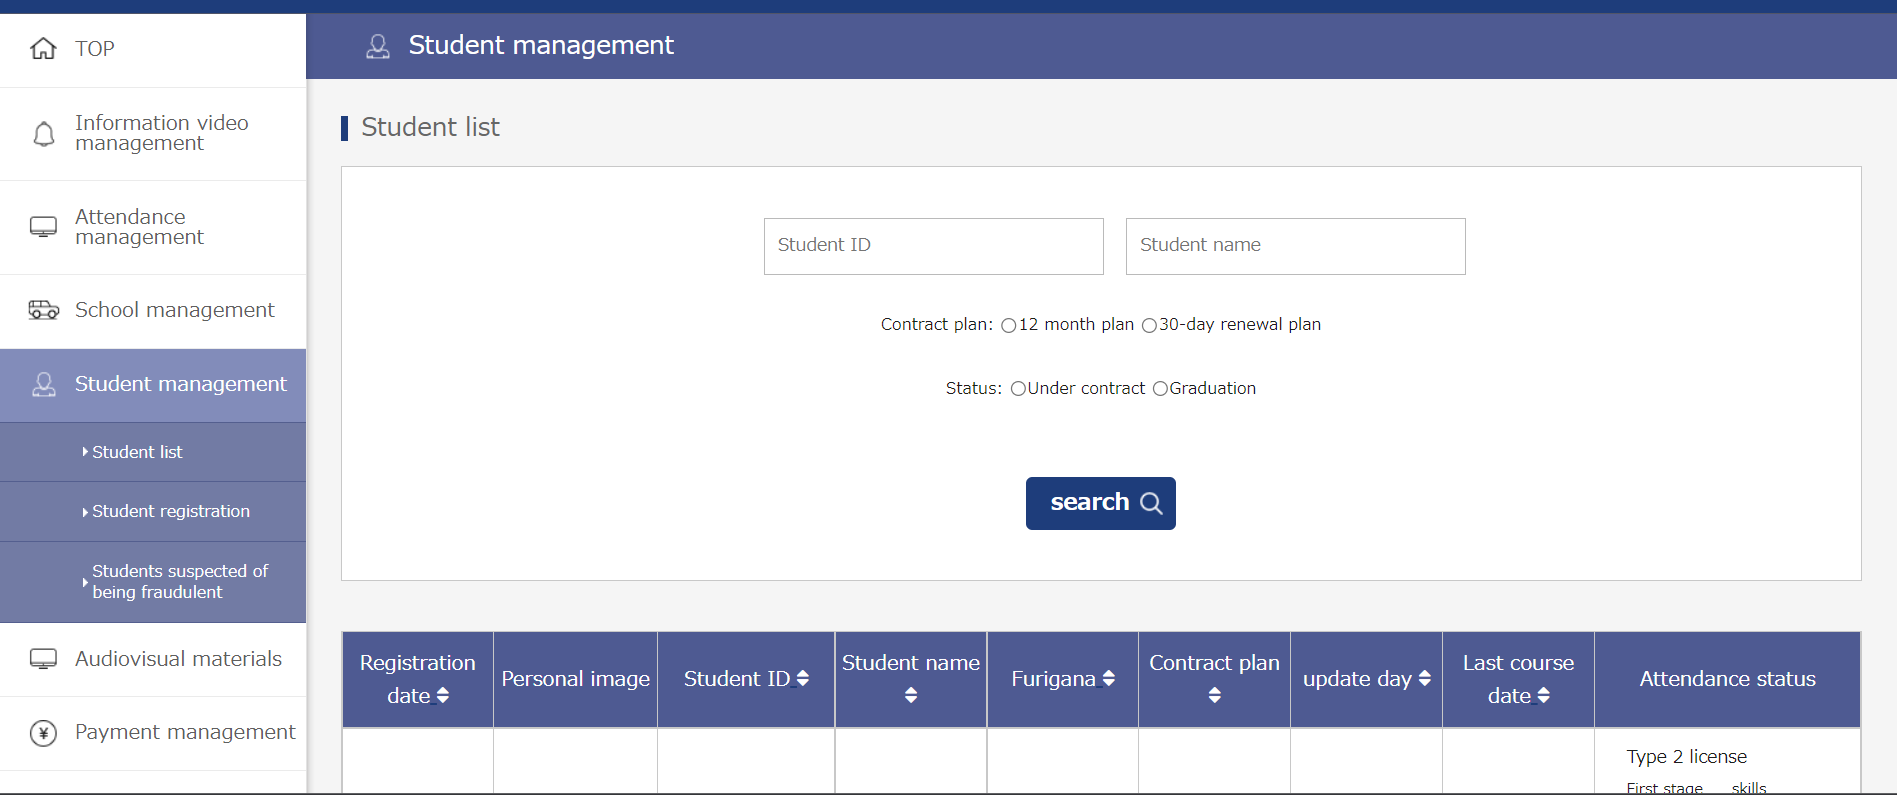 TOP
Information video
management
Attendance
management
School management
Student management
Student list
Student registration
Students suspected of
being fraudulent
Audiovisual materials
¥
Payment management
Student management
Student list
Student ID
Student name
Contract plan: 12 month plan 30-day renewal plan
Status: Under contract Graduation
search
Registration
date
Personal image
Student ID
Student name
Furigana
Contract plan
update day
Last course
date
Attendance status
Type 2 license
First stage skills